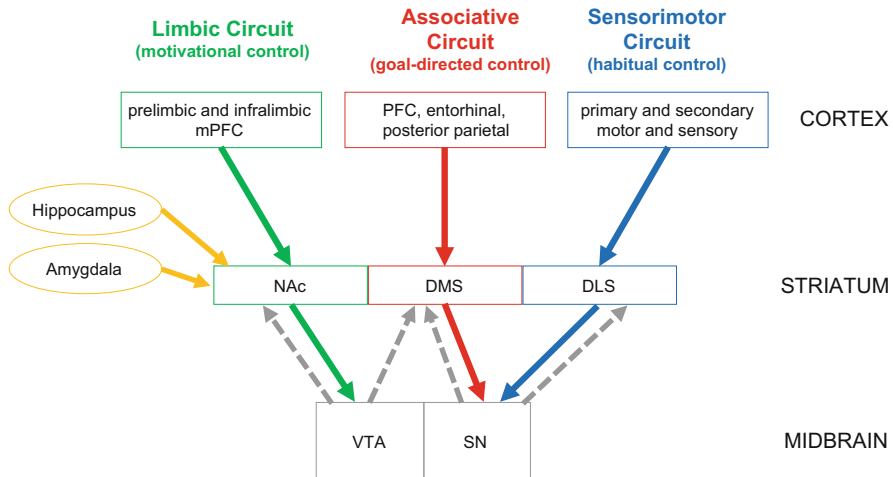 Limbic Circuit
(motivational control)
Associative
Circuit
(goal-directed control)
Sensorimotor
Circuit
(habitual control)
prelimbic and infralimbic
mPFC
PFC, entorhinal,
posterior parietal
primary and secondary
motor and sensory
CORTEX
Hippocampus
Amygdala
NAc
DMS
DLS
STRIATUM
VTA
SN
MIDBRAIN